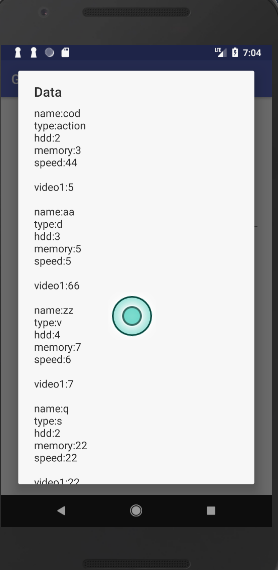 LTE 7:04
G
Data
name:cod
type:action
hdd:2
memory:3
speed:44
video1:5
name:aa
type:d
hdd:3
memory:5
speed:5
video1:66
name:zz
type:v
hdd:4
memory:7
speed:6
video1:7
name:q
type:s
hdd:2
memory:22
speed:22
video1:22